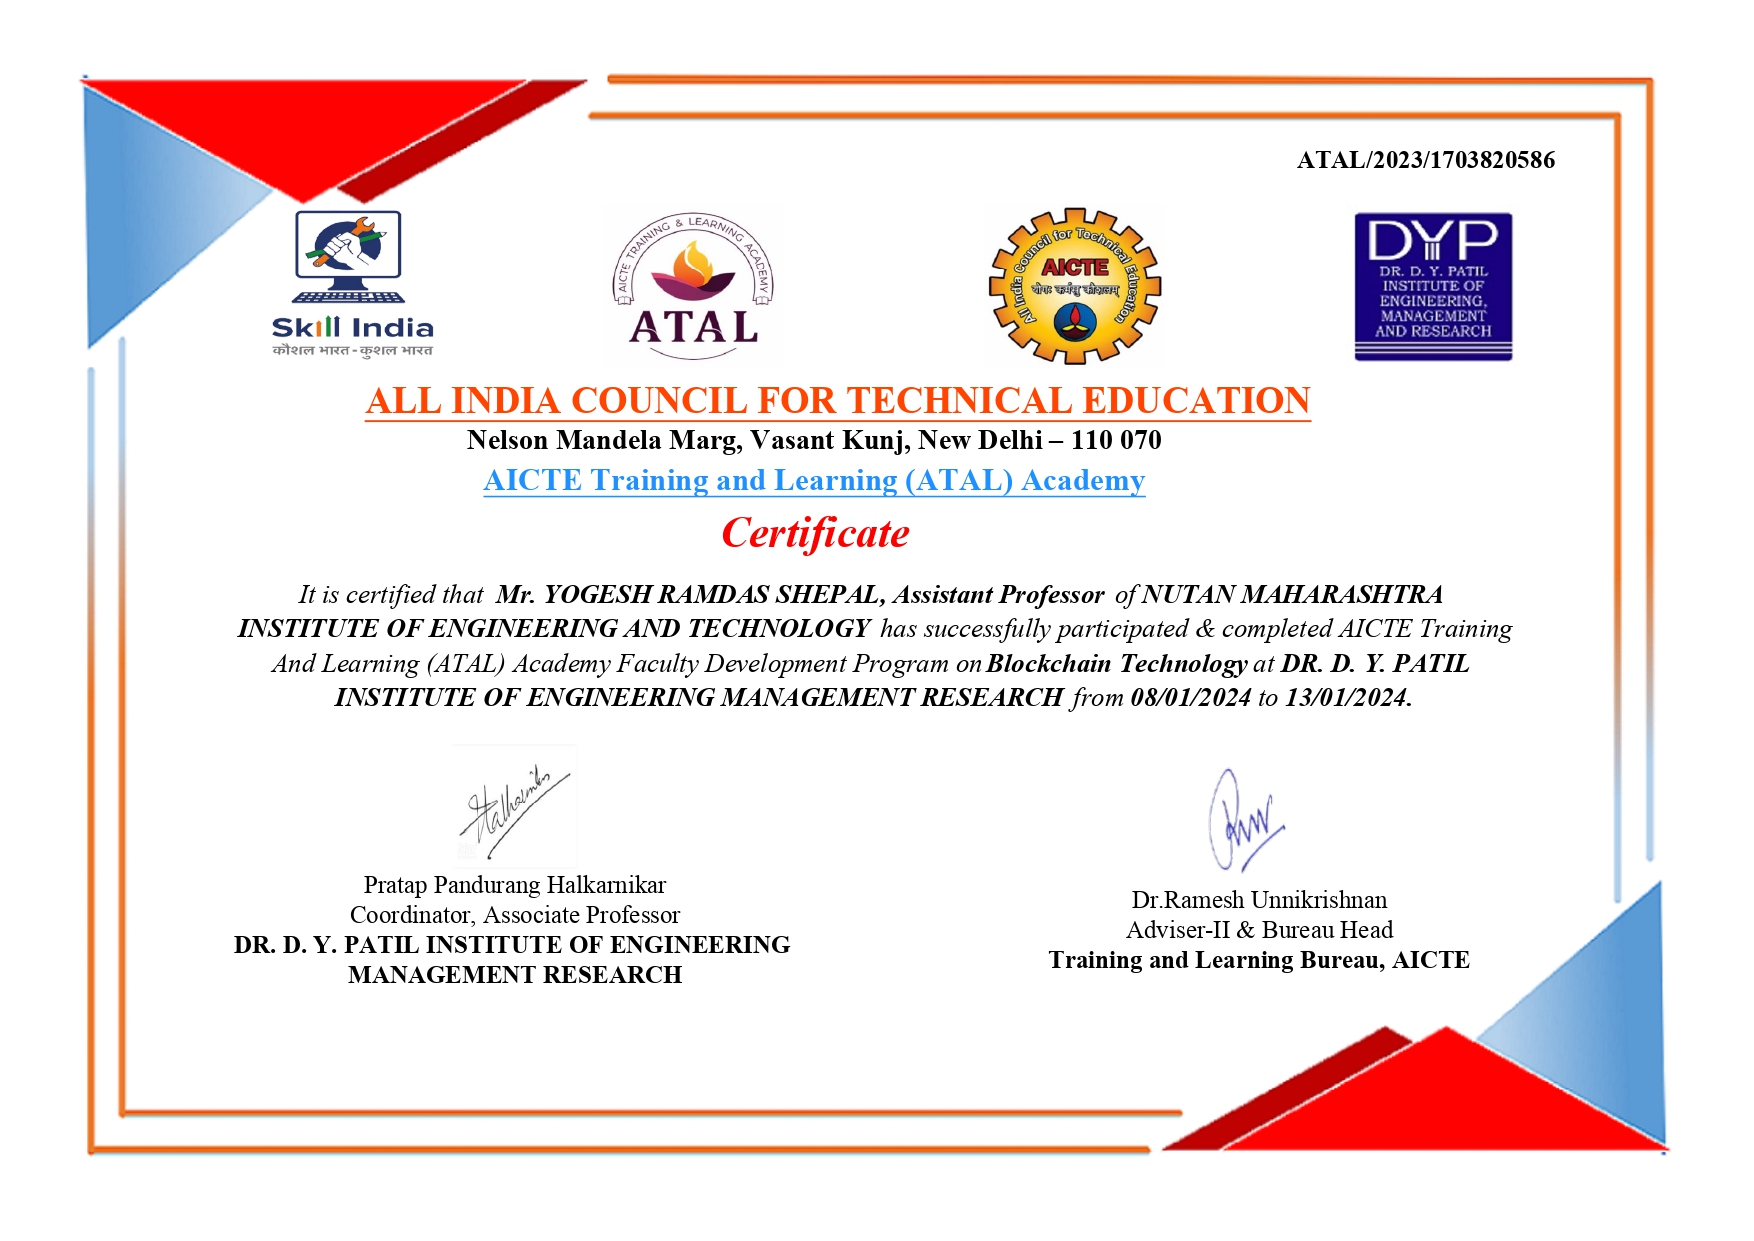 ATAL/2023/1703820586
Skill India
कौशल भारत-कुशल भारत
AICTE TRAINING & LEARNING ACADEMY
ATAL
All India Council for Technical Education
AICTE
योगः कर्मसु कौशलम्
DYP
DR. D. Y. PATIL
INSTITUTE OF
ENGINEERING,
MANAGEMENT
AND RESEARCH
ALL INDIA COUNCIL FOR TECHNICAL EDUCATION
Nelson Mandela Marg, Vasant Kunj, New Delhi – 110 070
AICTE Training and Learning (ATAL) Academy
Certificate
It is certified that Mr. YOGESH RAMDAS SHEPAL, Assistant Professor of NUTAN MAHARASHTRA
INSTITUTE OF ENGINEERING AND TECHNOLOGY has successfully participated & completed AICTE Training
And Learning (ATAL) Academy Faculty Development Program on Blockchain Technology at DR. D. Y. PATIL
INSTITUTE OF ENGINEERING MANAGEMENT RESEARCH from 08/01/2024 to 13/01/2024.
Pratap Pandurang Halkarnikar
Coordinator, Associate Professor
DR. D. Y. PATIL INSTITUTE OF ENGINEERING
MANAGEMENT RESEARCH
Dr.Ramesh Unnikrishnan
Adviser-II & Bureau Head
Training and Learning Bureau, AICTE